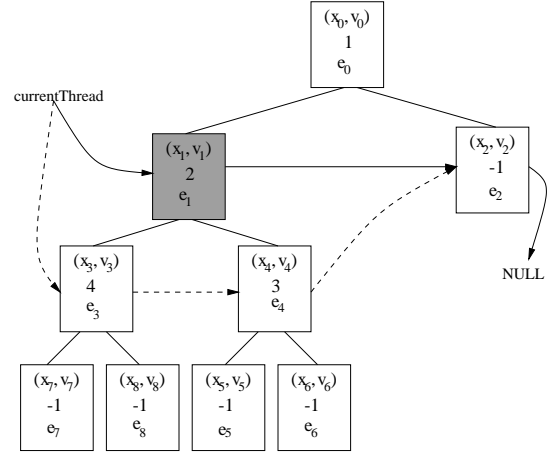 (x₀, v₀)
1
e₀
currentThread
(x₁, v₁)
2
e₁
(x₂, v₂)
-1
e₂
(x₃, v₃)
4
e₃
(x₄, v₄)
3
e₄
NULL
(x₇, v₇)
-1
e₇
(x₈, v₈)
-1
e₈
(x₅, v₅)
-1
e₅
(x₆, v₆)
-1
e₆